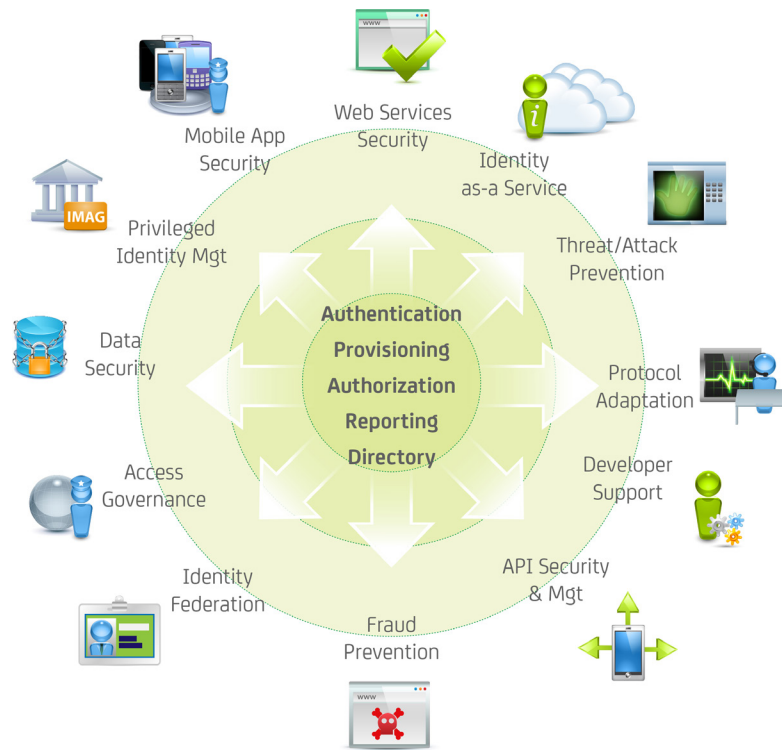 WWW
Web Services
Security
Mobile App
Security
Identity
as-a Service
IMAG
Privileged
Identity Mgt
Threat/Attack
Prevention
Authentication
Provisioning
Authorization
Reporting
Directory
Data
Security
Protocol
Adaptation
Access
Governance
Developer
Support
Identity
Federation
API Security
& Mgt
Fraud
Prevention
WWW
i